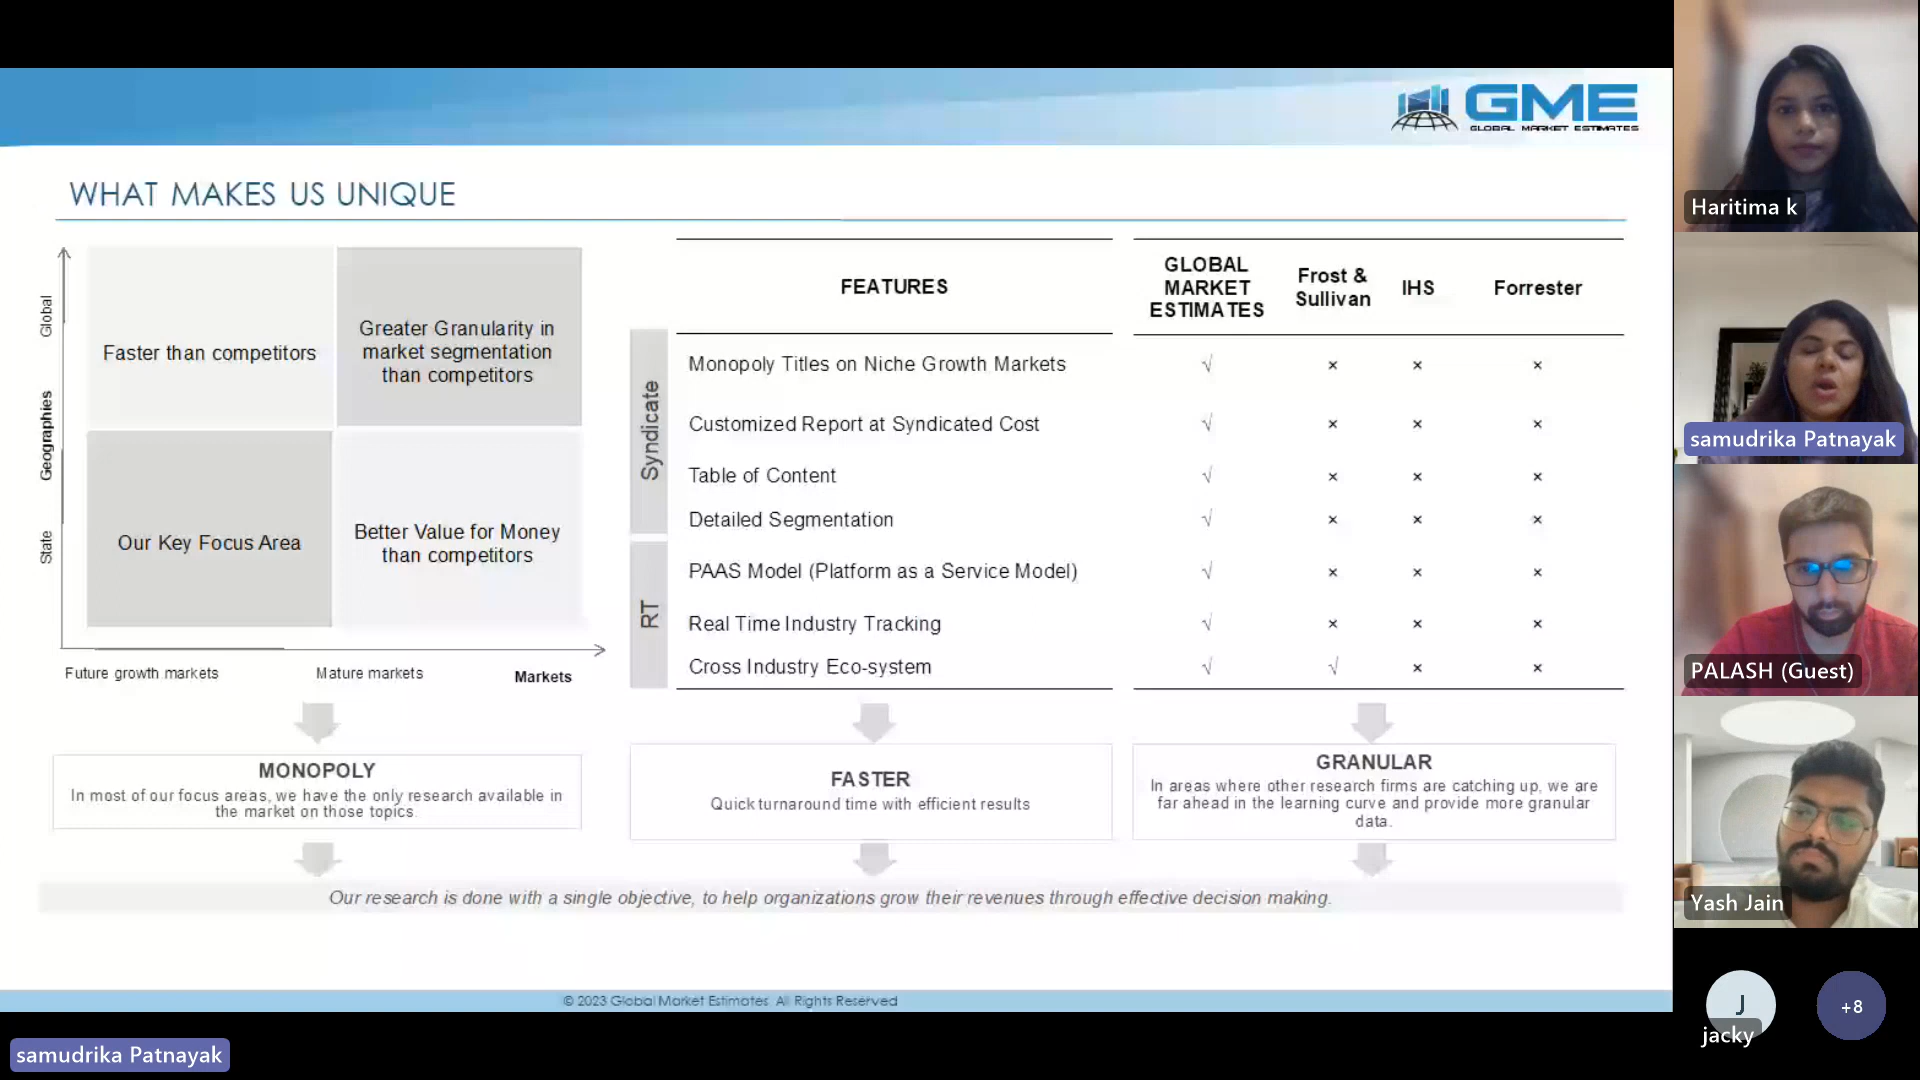 GME
GLOBAL MARKET ESTIMATES
WHAT MAKES US UNIQUE
Global
Geographies
State
Faster than competitors
Greater Granularity in
market segmentation
than competitors
Our Key Focus Area
Better Value for Money
than competitors
Future growth markets
Mature markets
Markets
FEATURES
GLOBAL
MARKET
ESTIMATES
Frost &
Sullivan
IHS
Forrester
Syndicate
Monopoly Titles on Niche Growth Markets √ × × ×
Customized Report at Syndicated Cost √ × × ×
Table of Content √ × × ×
Detailed Segmentation √ × × ×
RT
PAAS Model (Platform as a Service Model) √ × × ×
Real Time Industry Tracking √ × × ×
Cross Industry Eco-system √ √ × ×
MONOPOLY
In most of our focus areas, we have the only research available in
the market on those topics.
FASTER
Quick turnaround time with efficient results
GRANULAR
In areas where other research firms are catching up, we are
far ahead in the learning curve and provide more granular
data.
Our research is done with a single objective, to help organizations grow their revenues through effective decision making.
© 2023 Global Market Estimates. All Rights Reserved
samudrika Patnayak
Haritima k
samudrika Patnayak
PALASH (Guest)
Yash Jain
J
jacky
+8